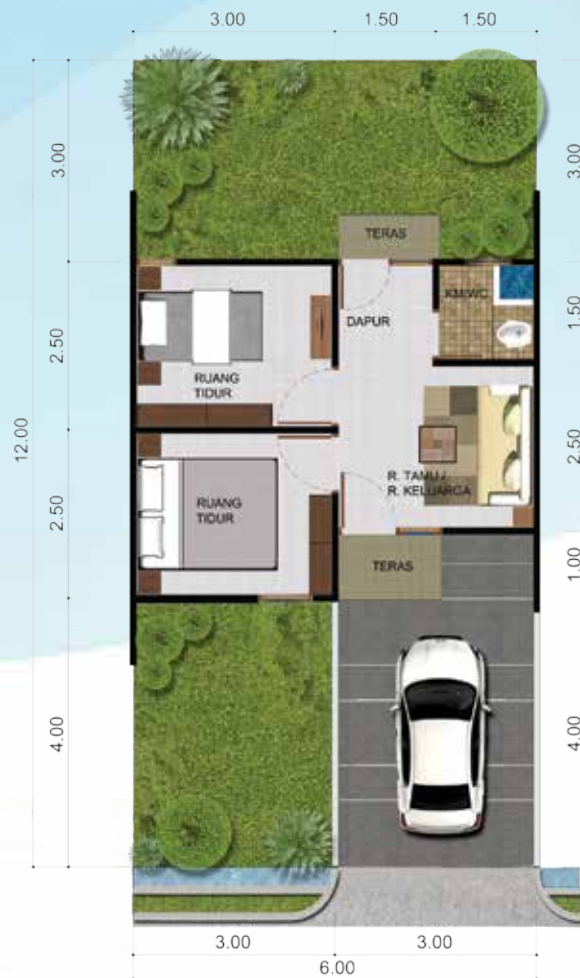 3.00 1.50 1.50
3.00
3.00
TERAS
KM/WC
1.50
DAPUR
2.50
RUANG
TIDUR
12.00
2.50
R. TAMU /
R. KELUARGA
RUANG
TIDUR
2.50
TERAS
1.00
4.00
4.00
3.00 3.00
6.00